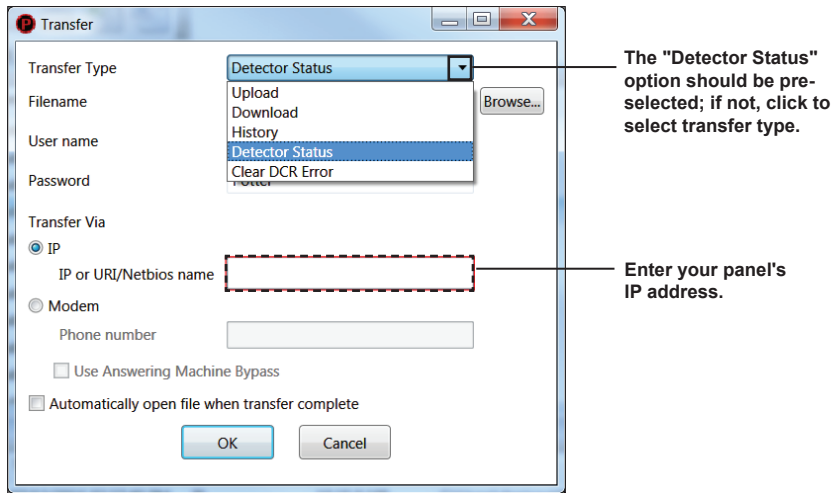 Transfer
Transfer Type
Detector Status
Upload
Download
History
Detector Status
Clear DCR Error
Filename
Browse...
User name
Password
Potter
Transfer Via
IP
IP or URI/Netbios name
Modem
Phone number
Use Answering Machine Bypass
Automatically open file when transfer complete
OK
Cancel
The "Detector Status"
option should be pre-
selected; if not, click to
select transfer type.
Enter your panel's
IP address.